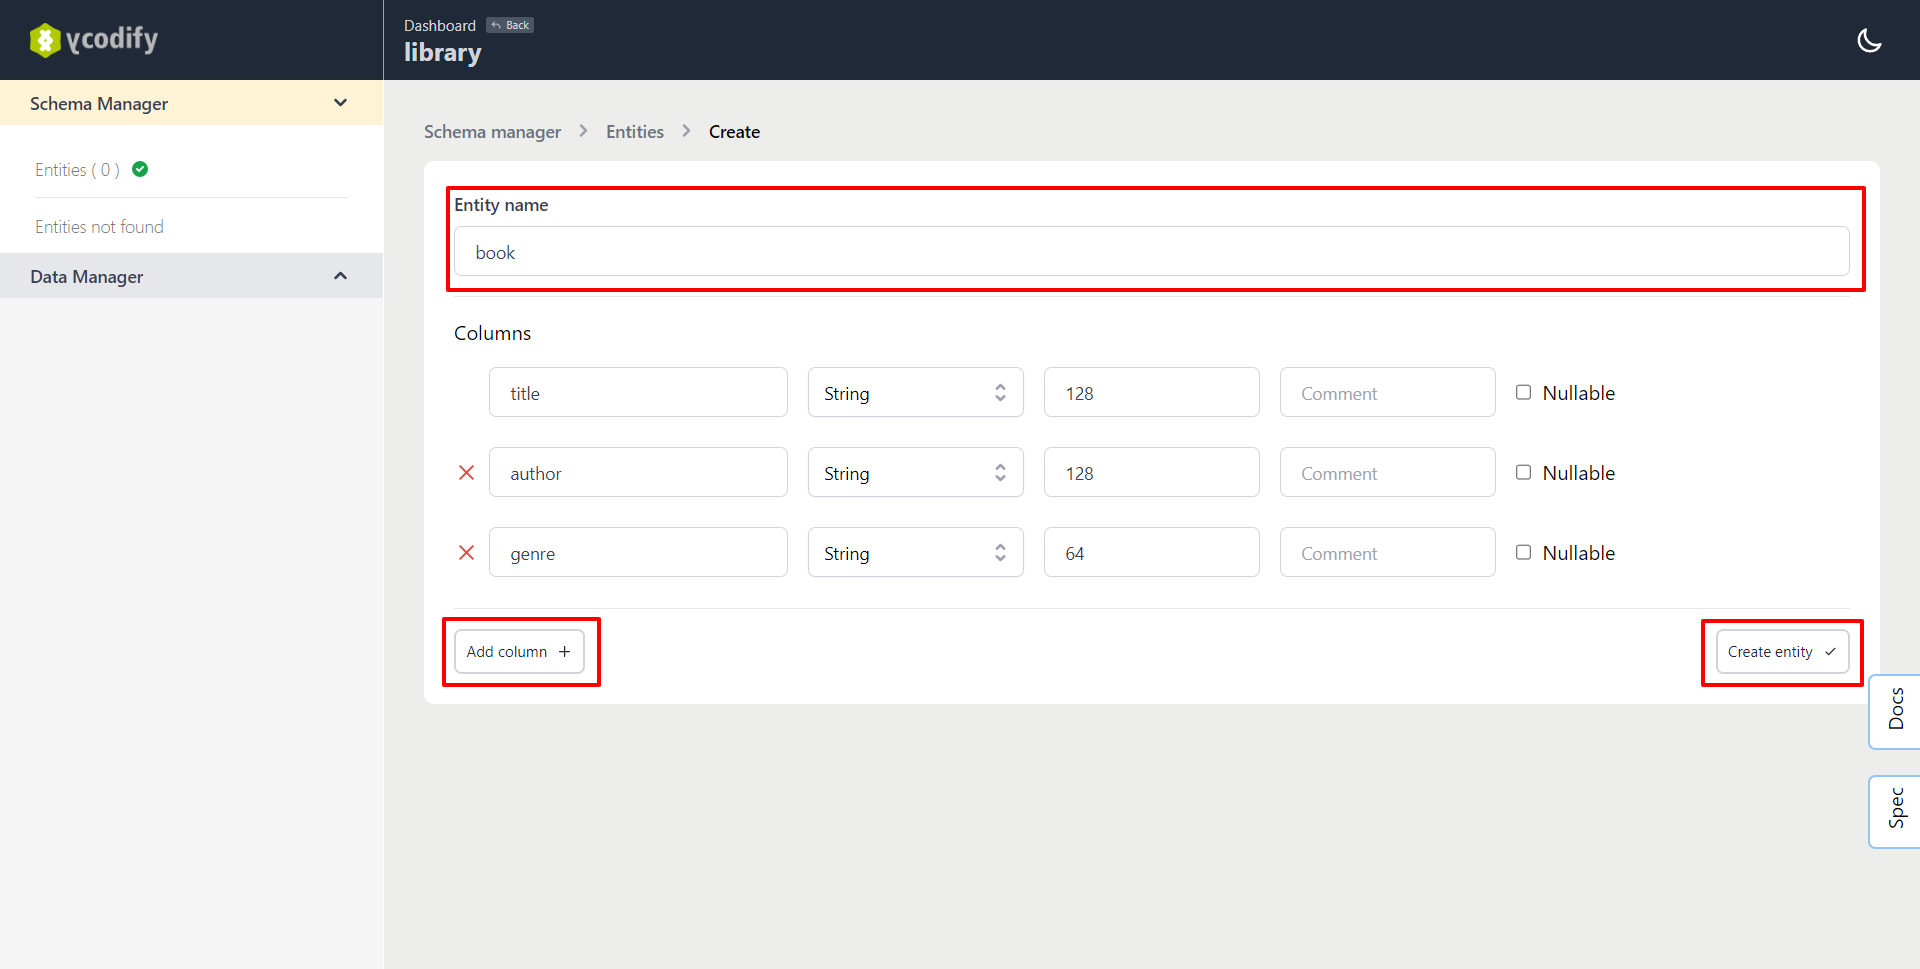 ycodify
Dashboard Back
library
Schema Manager
Entities ( 0 )
Entities not found
Data Manager
Schema manager Entities Create
Entity name
book
Columns
title String 128 Comment Nullable
author String 128 Comment Nullable
genre String 64 Comment Nullable
Add column +
Create entity
Docs
Spec